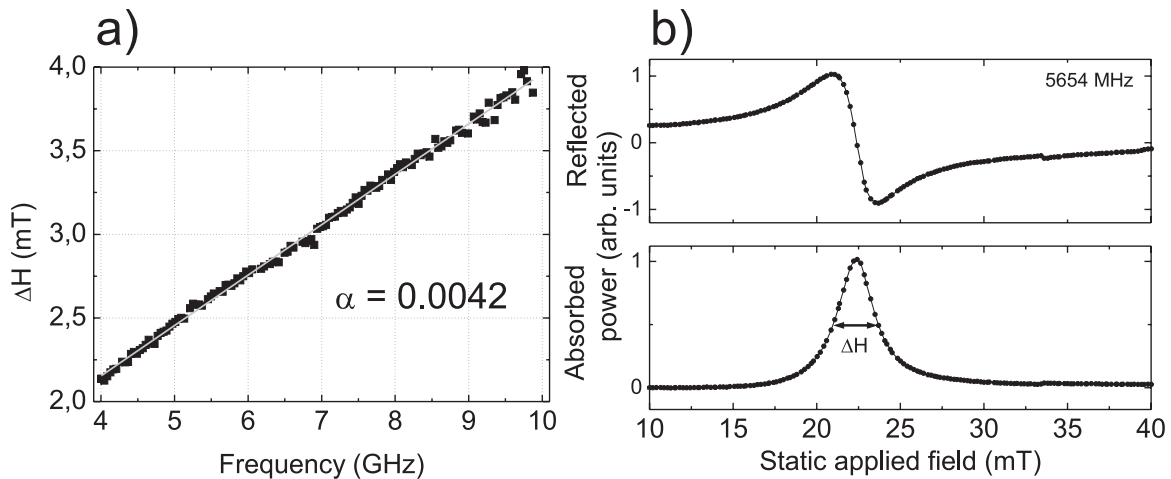 a)
4,0
3,5
3,0
2,5
2,0
ΔH (mT)
α = 0.0042
4 5 6 7 8 9 10
Frequency (GHz)
b)
5654 MHz
1
0
-1
Reflected
Absorbed
power (arb. units)
1
0
ΔH
10 15 20 25 30 35 40
Static applied field (mT)